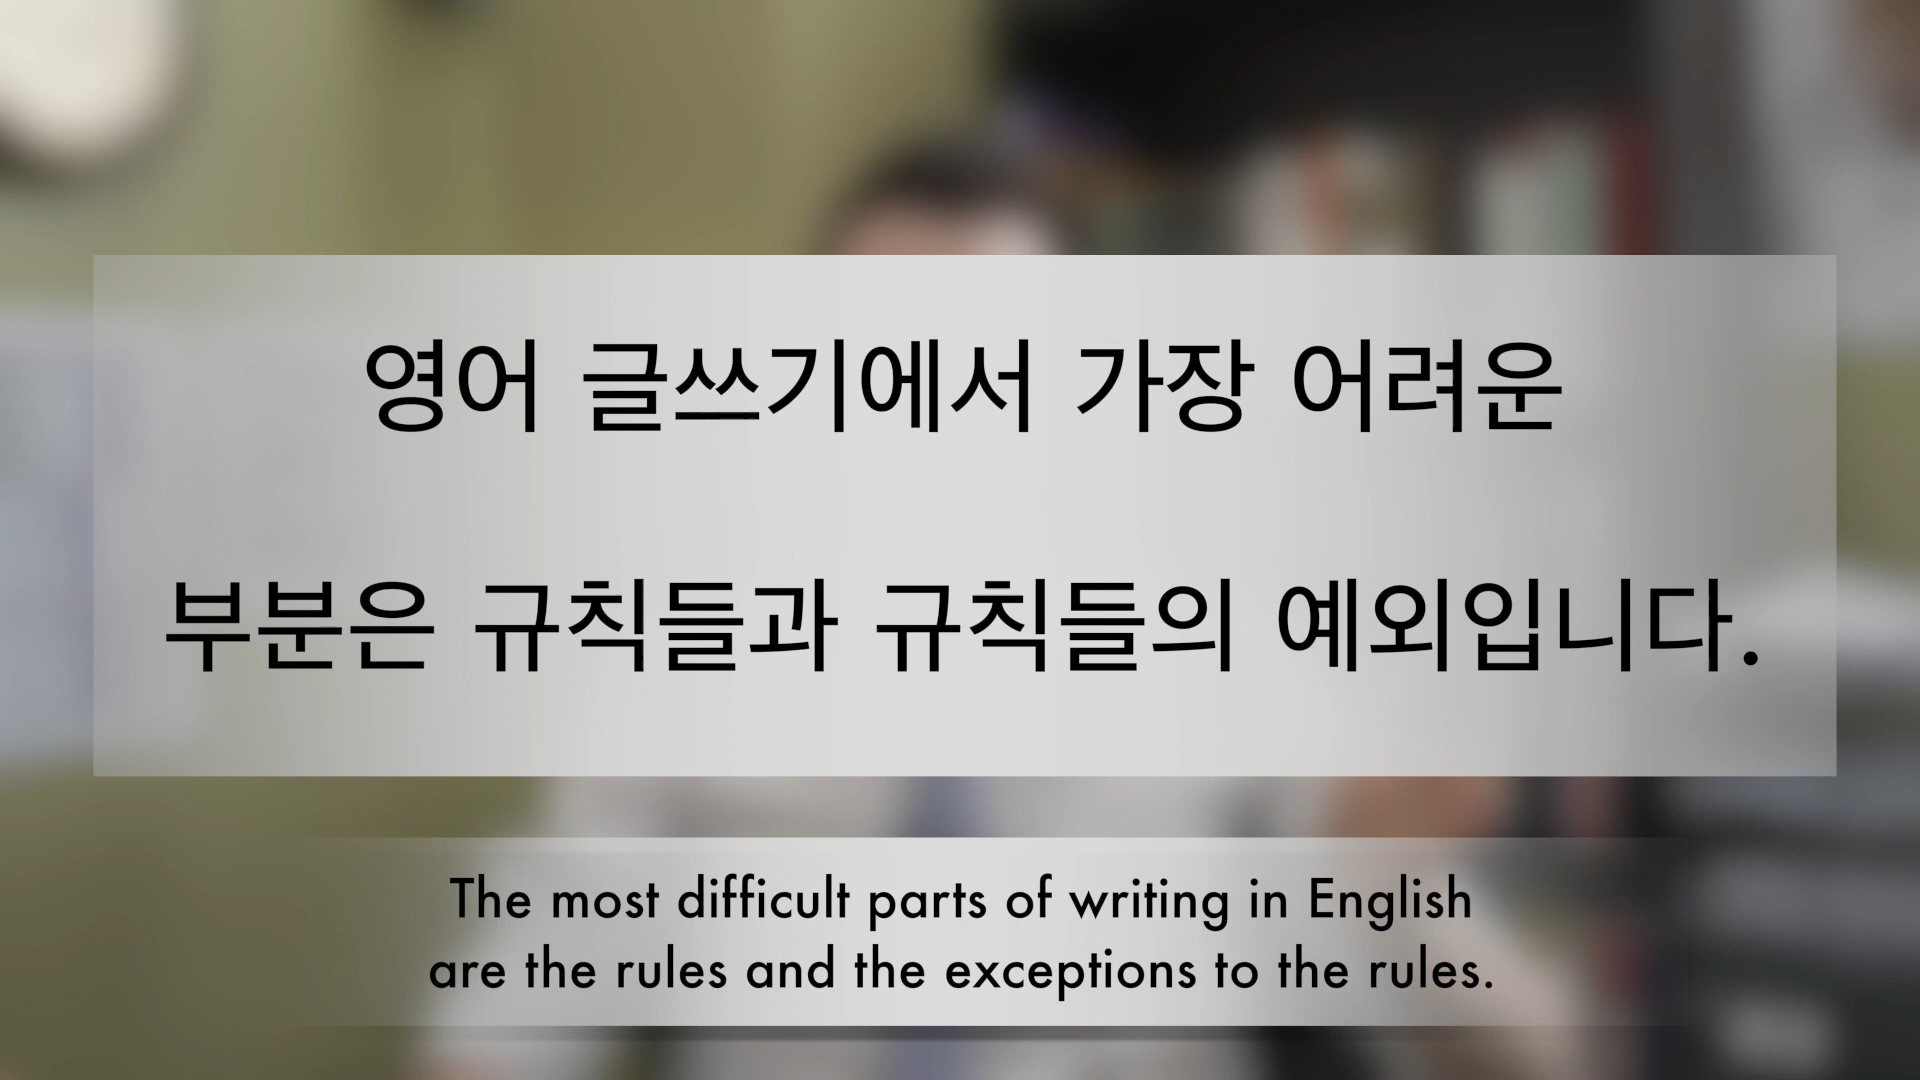 영어 글쓰기에서 가장 어려운
부분은 규칙들과 규칙들의 예외입니다.
The most difficult parts of writing in English
are the rules and the exceptions to the rules.